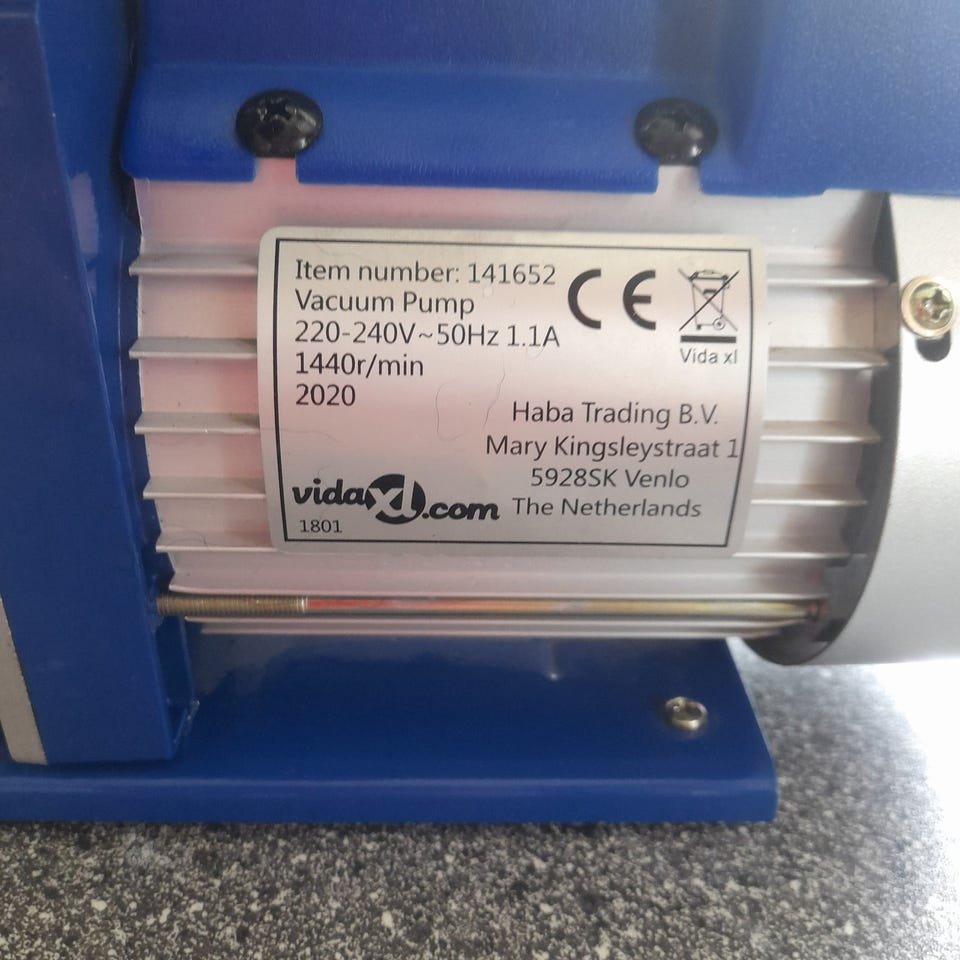 Item number: 141652
Vacuum Pump
220-240V~50Hz 1.1A
1440r/min
2020
CE
Vida xl
Haba Trading B.V.
Mary Kingsleystraat 1
5928SK Venlo
The Netherlands
vidaXL.com
1801